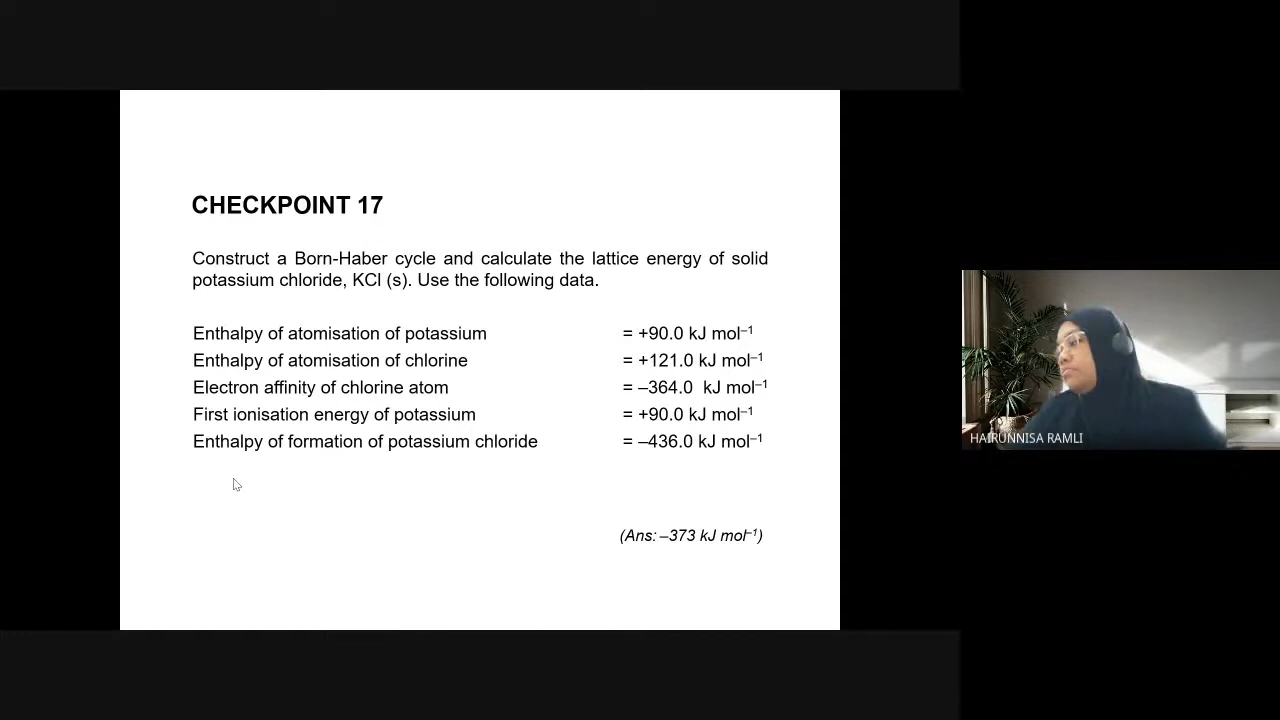 CHECKPOINT 17
Construct a Born-Haber cycle and calculate the lattice energy of solid
potassium chloride, KCl (s). Use the following data.
Enthalpy of atomisation of potassium = +90.0 kJ mol⁻¹
Enthalpy of atomisation of chlorine = +121.0 kJ mol⁻¹
Electron affinity of chlorine atom = –364.0 kJ mol⁻¹
First ionisation energy of potassium = +90.0 kJ mol⁻¹
Enthalpy of formation of potassium chloride = –436.0 kJ mol⁻¹
(Ans: –373 kJ mol⁻¹)
HAIRUNNISA RAMLI